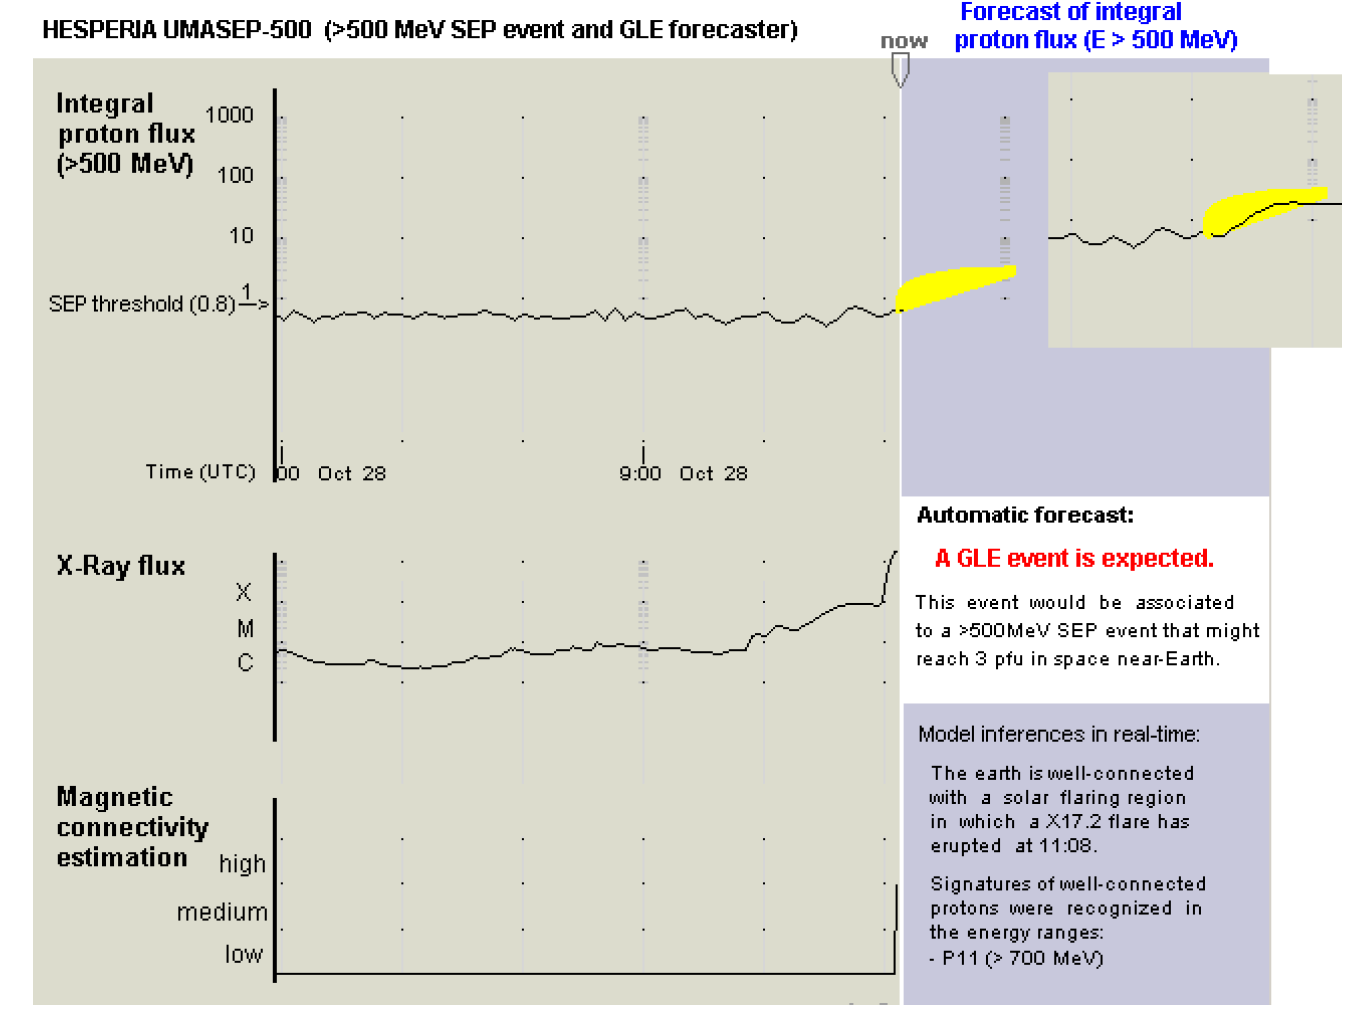 HESPERIA UMASEP-500 (>500 MeV SEP event and GLE forecaster)
now
Forecast of integral
proton flux (E > 500 MeV)
Integral
proton flux
(>500 MeV)
1000
100
10
1
SEP threshold (0.8)-->
Time (UTC)
00 Oct 28
9:00 Oct 28
X-Ray flux
X
M
C
Automatic forecast:
A GLE event is expected.
This event would be associated
to a >500MeV SEP event that might
reach 3 pfu in space near-Earth.
Magnetic
connectivity
estimation
high
medium
low
Model inferences in real-time:
The earth is well-connected
with a solar flaring region
in which a X17.2 flare has
erupted at 11:08.
Signatures of well-connected
protons were recognized in
the energy ranges:
- P11 (> 700 MeV)